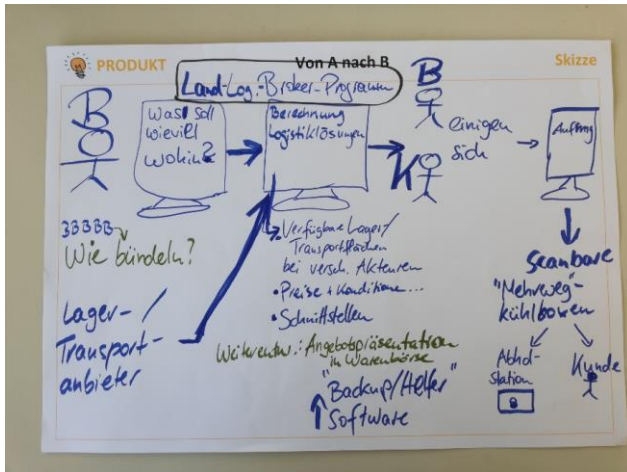 PRODUKT
Von A nach B
Skizze
Land-Log.-Broker-Programm
B
Was soll
wieviel
wohin?
Berechnung
Logistiklösungen
B
K
einigen
sich
Auftrag
BBBBB
Wie bündeln?
Lager-/
Transport-
anbieter
Verfügbare Lager/
Transportflächen
bei versch. Akteuren
• Preise + Konditionen...
• Schnittstellen
Weiterentw.: Angebotspräsentation
in Warenbörse
"Backup/Helfer"
Software
Scanbare
"Mehrweg-
kühlboxen
Abhol-
Station
Kunde